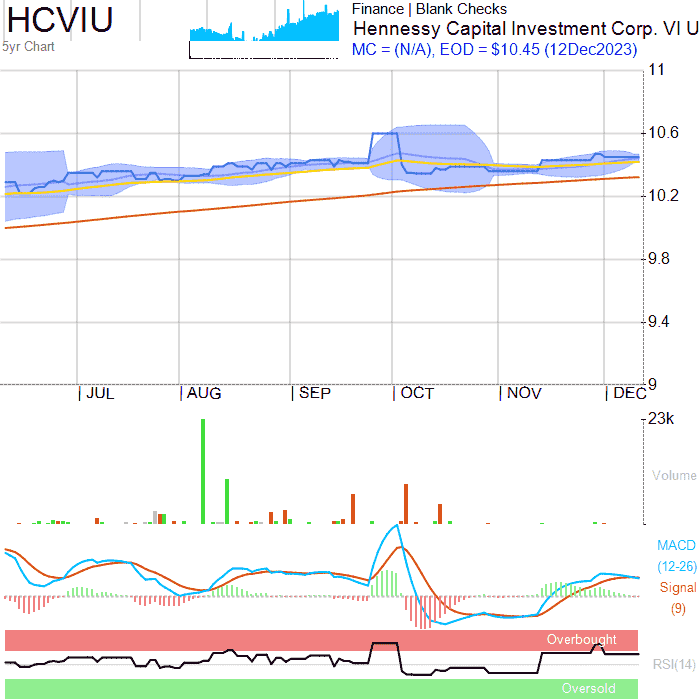 HCVIU
5yr Chart
Finance | Blank Checks
Hennessy Capital Investment Corp. VI U
MC = (N/A), EOD = $10.45 (12Dec2023)
11
10.6
10.2
9.8
9.4
9
JUL AUG SEP OCT NOV DEC
23k
Volume
MACD
(12-26)
Signal
(9)
Overbought
RSI(14)
Oversold